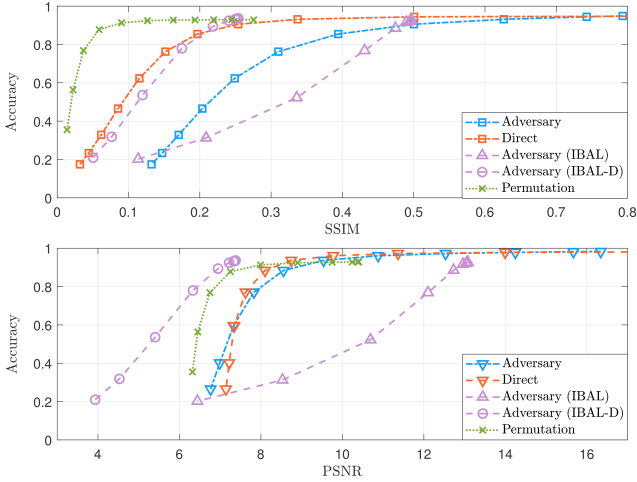 1
0.8
0.6
0.4
0.2
0
Accuracy
0 0.1 0.2 0.3 0.4 0.5 0.6 0.7 0.8
SSIM
Adversary
Direct
Adversary (IBAL)
Adversary (IBAL-D)
Permutation
1
0.8
0.6
0.4
0.2
0
Accuracy
4 6 8 10 12 14 16
PSNR
Adversary
Direct
Adversary (IBAL)
Adversary (IBAL-D)
Permutation